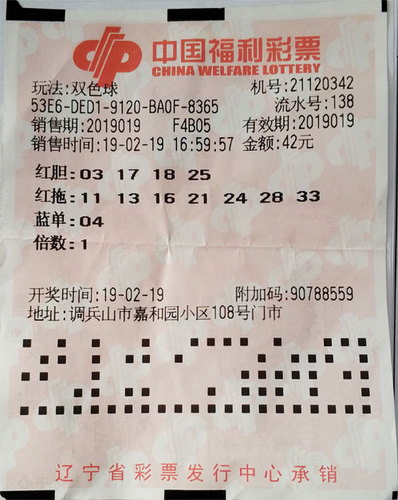 中国福利彩票
CHINA WELFARE LOTTERY
玩法:双色球 机号:21120342
53E6-DED1-9120-BA0F-8365 流水号:138
销售期:2019019 F4B05 有效期:2019019
销售时间:19-02-19 16:59:57 金额:42元
红胆:03 17 18 25
红拖:11 13 16 21 24 28 33
蓝单:04
倍数:1
开奖时间:19-02-19 附加码:90788559
地址:调兵山市嘉和园小区108号门市
辽宁省彩票发行中心承销